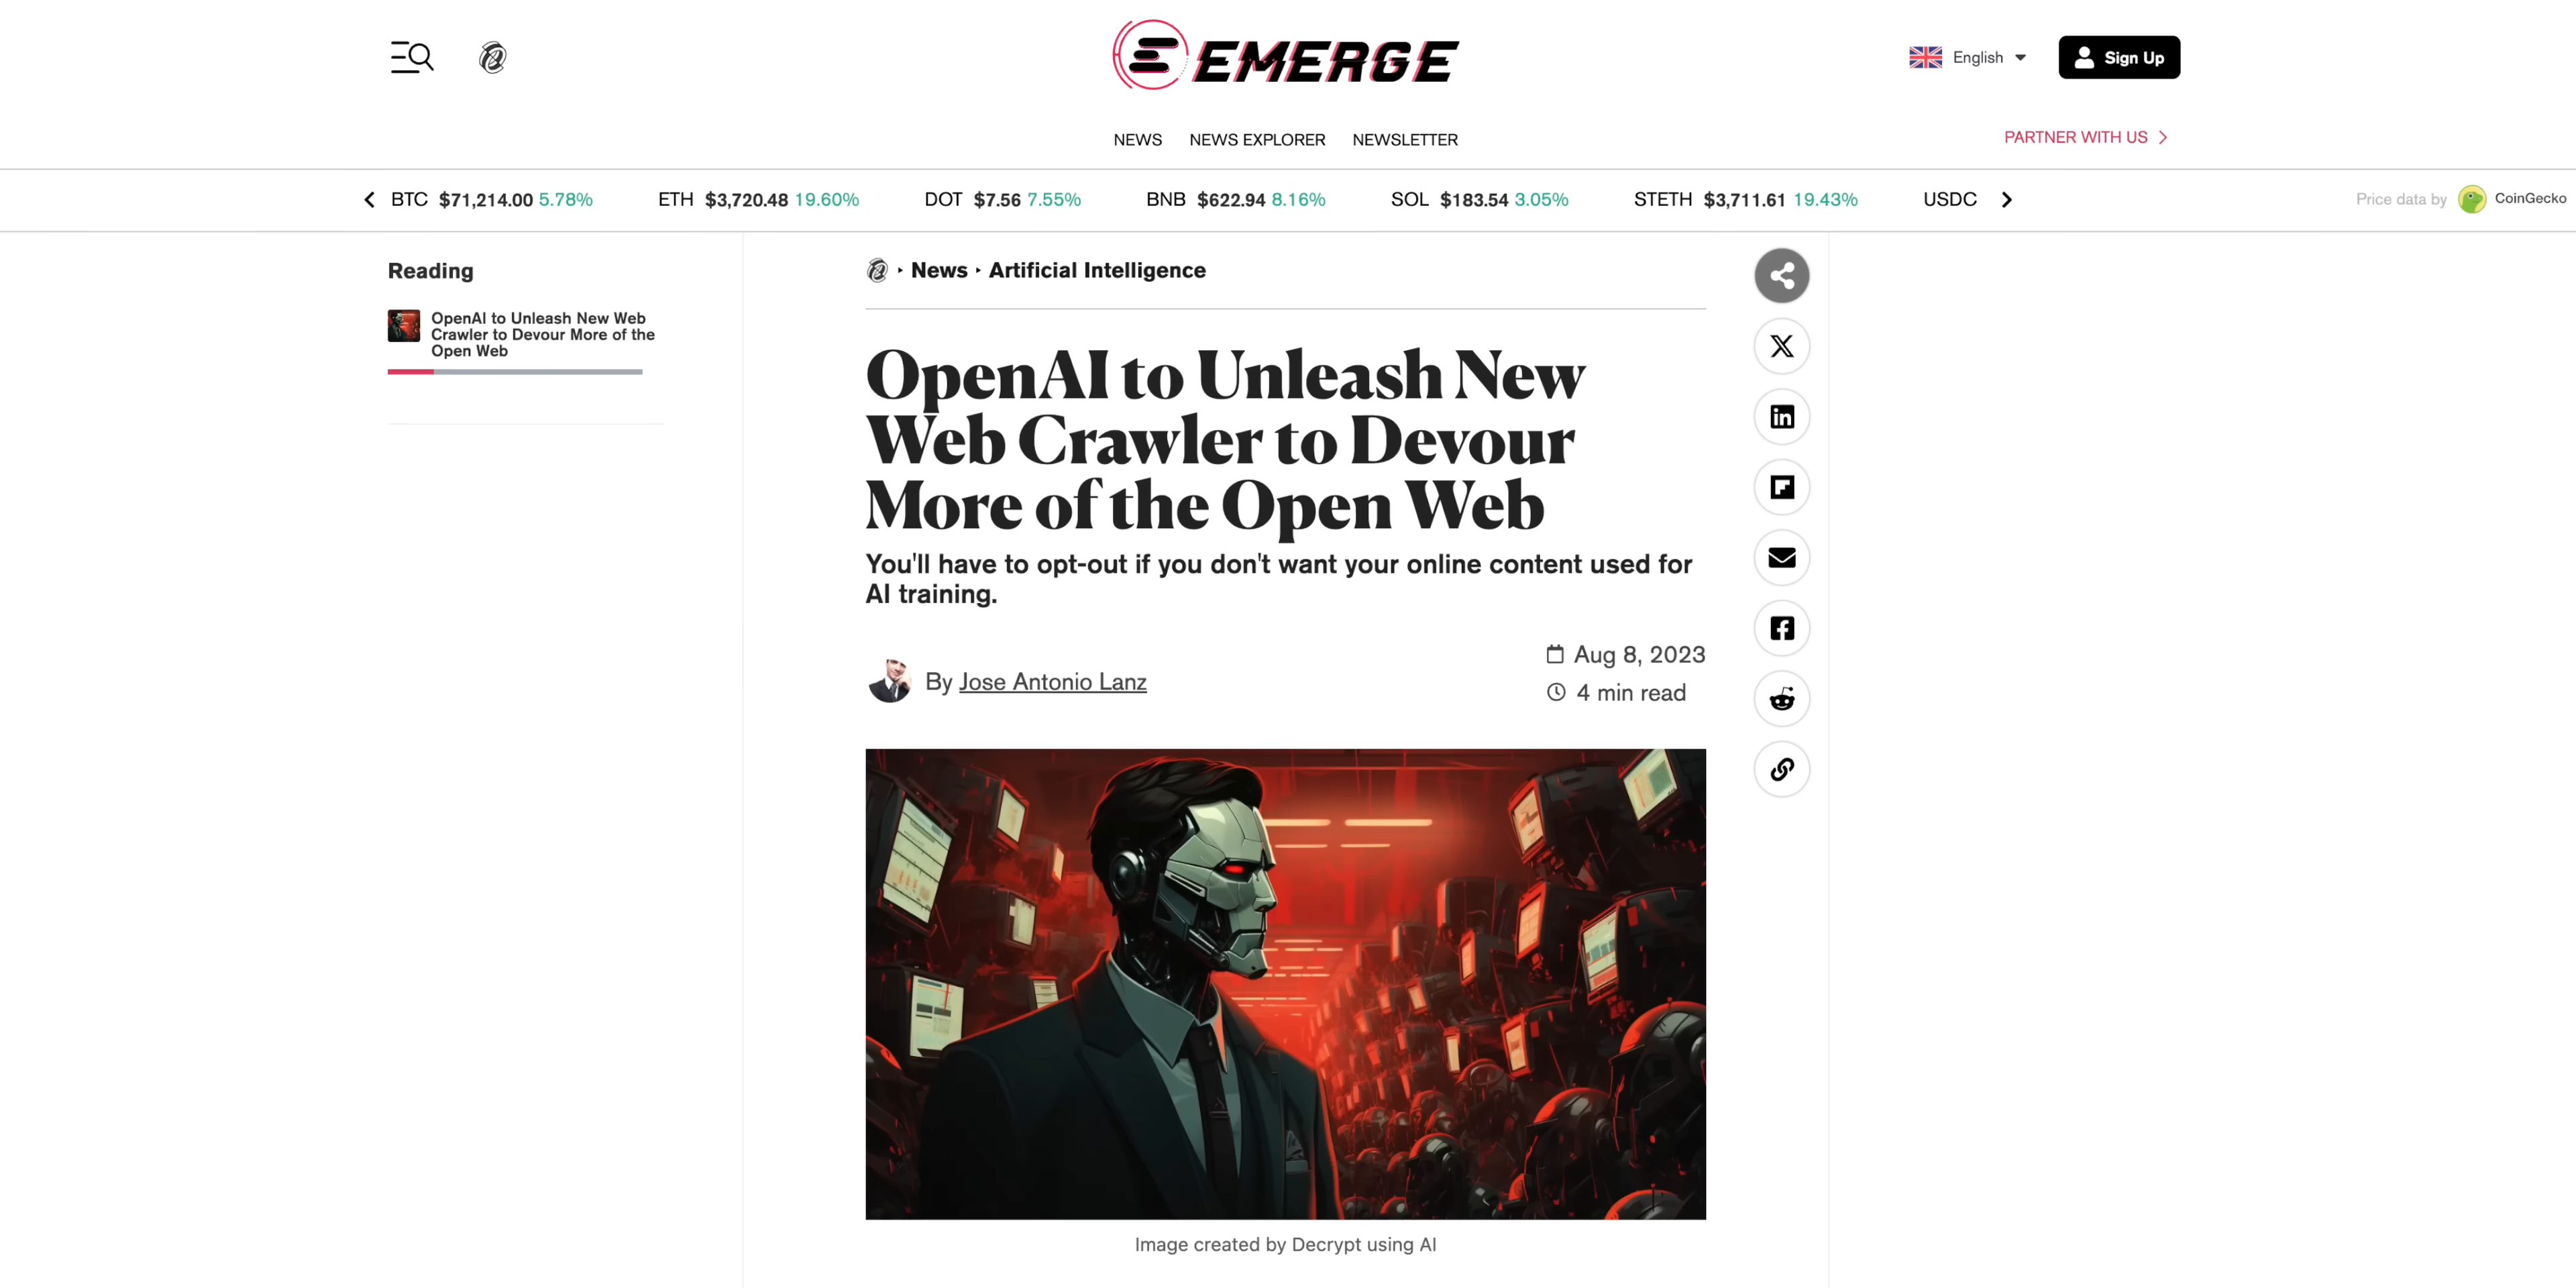 EMERGE
English
Sign Up
NEWS NEWS EXPLORER NEWSLETTER
PARTNER WITH US
BTC $71,214.00 5.78% ETH $3,720.48 19.60% DOT $7.56 7.55% BNB $622.94 8.16% SOL $183.54 3.05% STETH $3,711.61 19.43% USDC
Price data by CoinGecko
Reading
OpenAI to Unleash New Web
Crawler to Devour More of the
Open Web
News Artificial Intelligence
OpenAI to Unleash New
Web Crawler to Devour
More of the Open Web
You'll have to opt-out if you don't want your online content used for
AI training.
By Jose Antonio Lanz
Aug 8, 2023
4 min read
Image created by Decrypt using AI